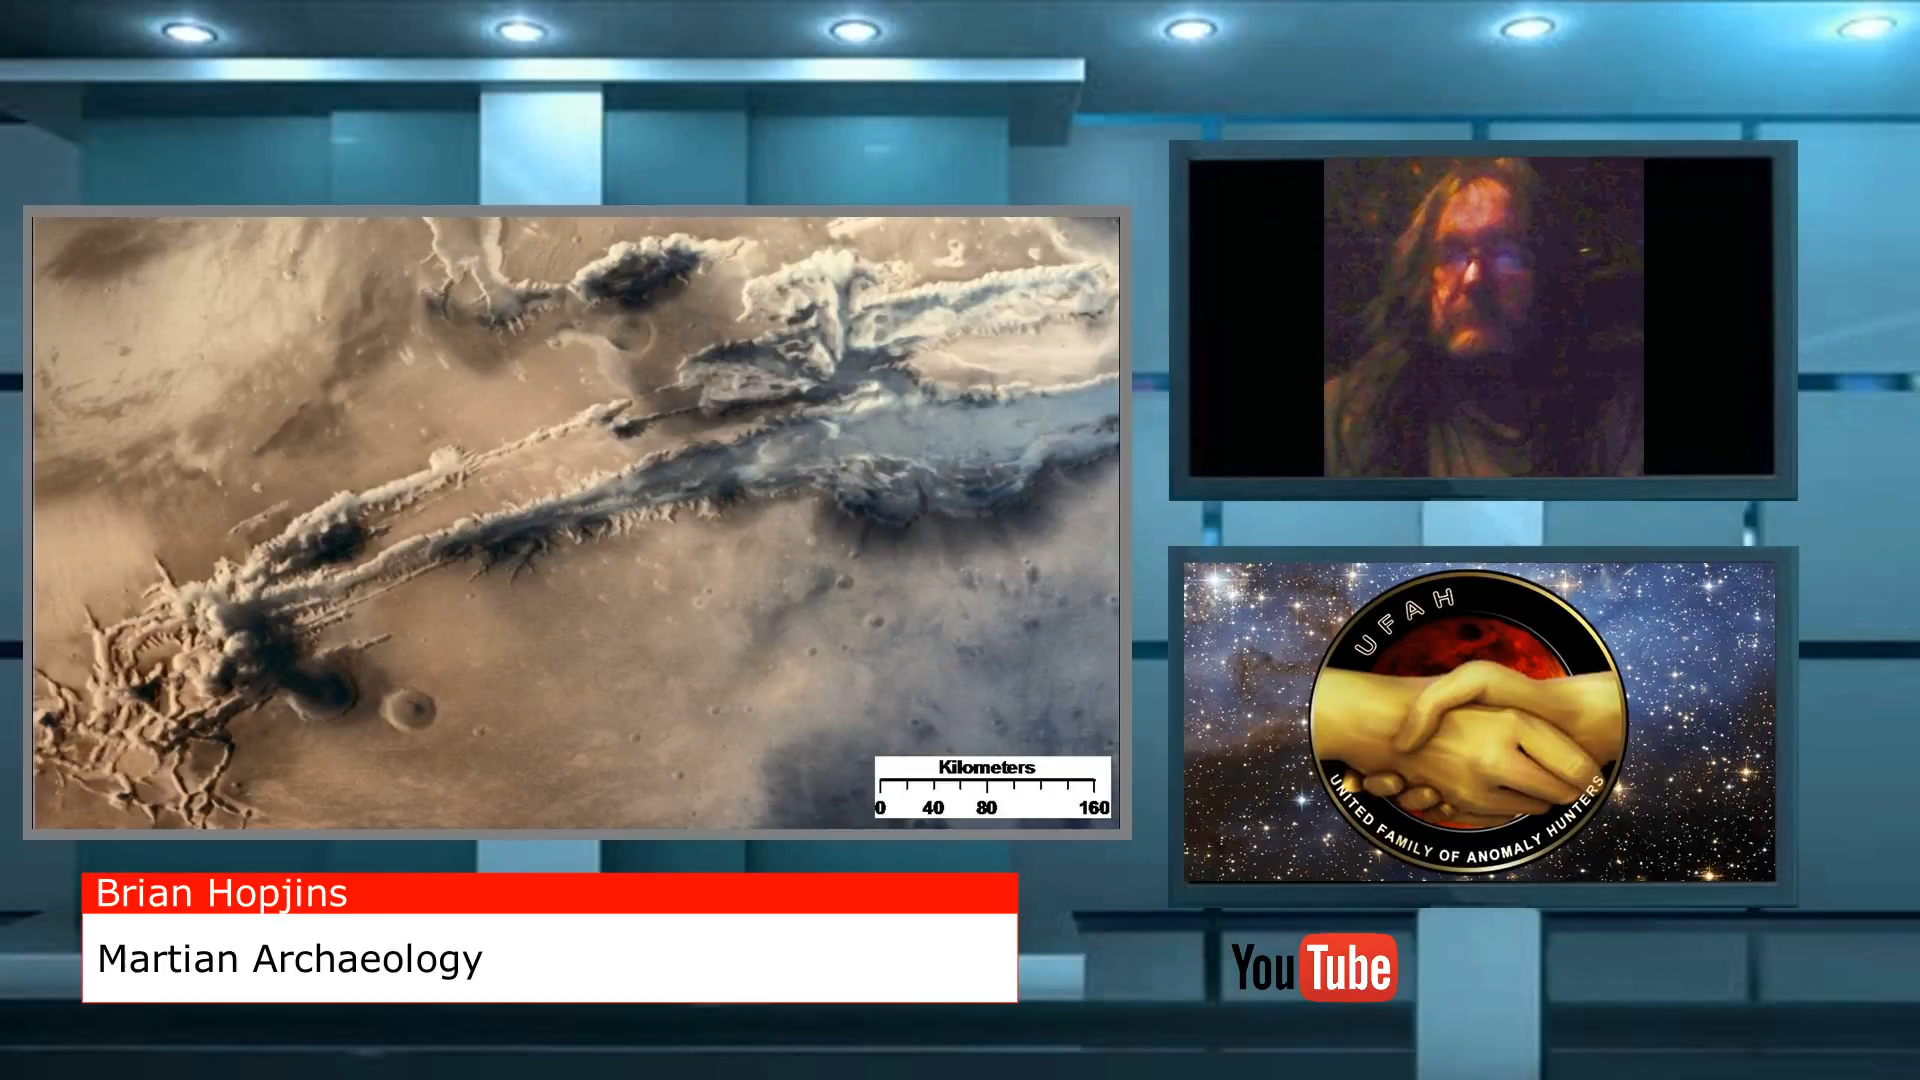 Kilometers
0 40 80 160
UFAH
UNITED FAMILY OF ANOMALY HUNTERS
Brian Hopjins
Martian Archaeology
YouTube